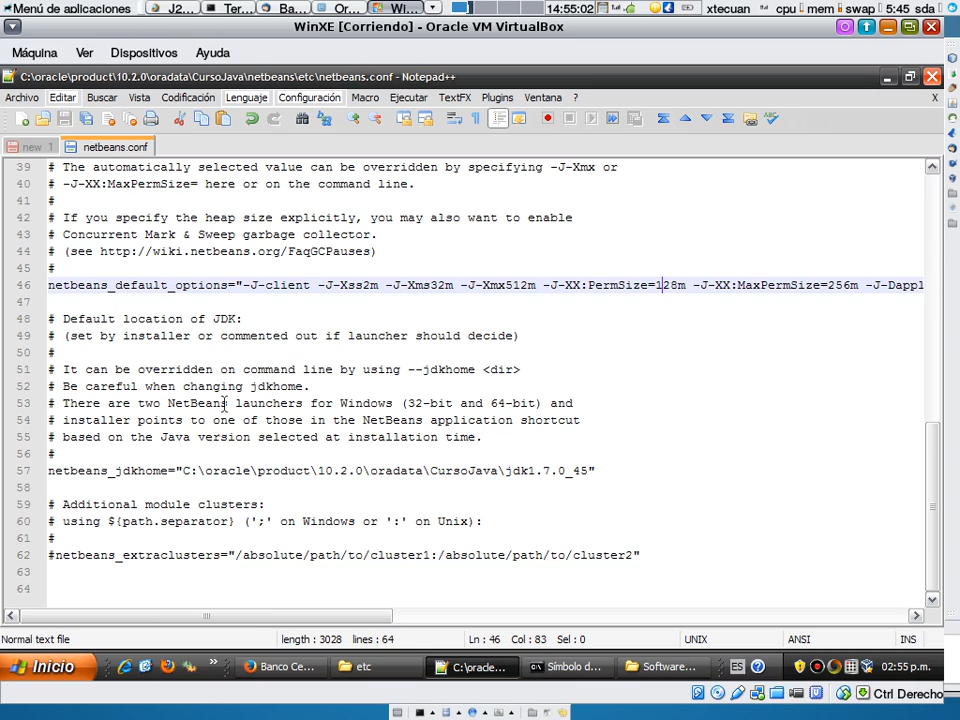 Menú de aplicaciones J2... Ter... Ba... Or... Wi... 14:55:02 xtecuan cpu mem swap 5:45 sda
WinXE [Corriendo] - Oracle VM VirtualBox
Máquina Ver Dispositivos Ayuda
C:\oracle\product\10.2.0\oradata\CursoJava\netbeans\etc\netbeans.conf - Notepad++
Archivo Editar Buscar Vista Codificación Lenguaje Configuración Macro Ejecutar TextFX Plugins Ventana ? X
new 1 netbeans.conf
39 # The automatically selected value can be overridden by specifying -J-Xmx or
40 # -J-XX:MaxPermSize= here or on the command line.
41 #
42 # If you specify the heap size explicitly, you may also want to enable
43 # Concurrent Mark & Sweep garbage collector.
44 # (see http://wiki.netbeans.org/FaqGCPauses)
45 #
46 netbeans_default_options="-J-client -J-Xss2m -J-Xms32m -J-Xmx512m -J-XX:PermSize=128m -J-XX:MaxPermSize=256m -J-Dappl
47
48 # Default location of JDK:
49 # (set by installer or commented out if launcher should decide)
50 #
51 # It can be overridden on command line by using --jdkhome <dir>
52 # Be careful when changing jdkhome.
53 # There are two NetBeans launchers for Windows (32-bit and 64-bit) and
54 # installer points to one of those in the NetBeans application shortcut
55 # based on the Java version selected at installation time.
56 #
57 netbeans_jdkhome="C:\oracle\product\10.2.0\oradata\CursoJava\jdk1.7.0_45"
58
59 # Additional module clusters:
60 # using ${path.separator} (';' on Windows or ':' on Unix):
61 #
62 #netbeans_extraclusters="/absolute/path/to/cluster1:/absolute/path/to/cluster2"
63
64
Normal text file length : 3028 lines : 64 Ln : 46 Col : 83 Sel : 0 UNIX ANSI INS
Inicio » Banco Ce... etc C:\oracle... Símbolo d... Software... ES 02:55 p.m.
Ctrl Derecho